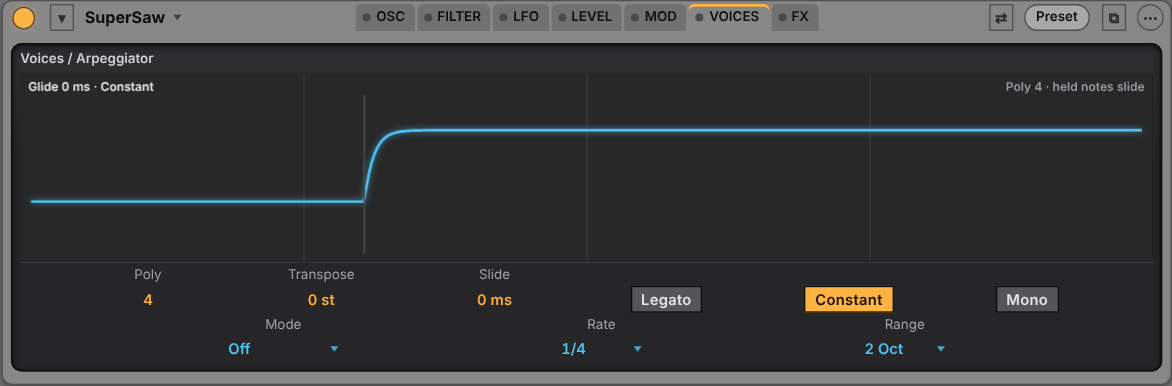 SuperSaw
OSC FILTER LFO LEVEL MOD VOICES FX
Preset
Voices / Arpeggiator
Glide 0 ms · Constant
Poly 4 · held notes slide
Poly Transpose Slide
4 0 st 0 ms Legato Constant Mono
Mode Rate Range
Off 1/4 2 Oct